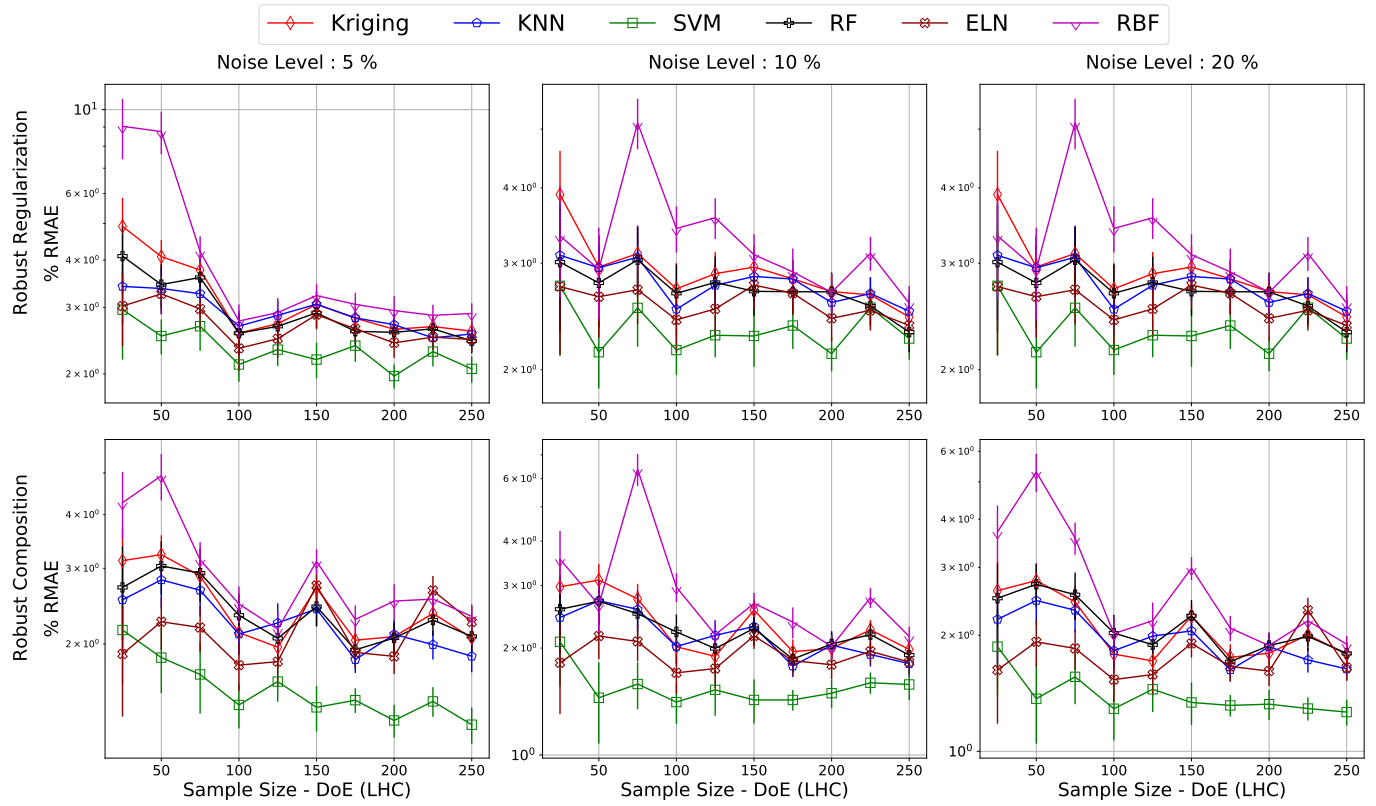 Kriging KNN SVM RF ELN RBF
Noise Level : 5 % Noise Level : 10 % Noise Level : 20 %
Robust Regularization
% RMAE
10¹
6 × 10⁰
4 × 10⁰
3 × 10⁰
2 × 10⁰
50 100 150 200 250
4 × 10⁰
3 × 10⁰
2 × 10⁰
50 100 150 200 250
4 × 10⁰
3 × 10⁰
2 × 10⁰
50 100 150 200 250
Robust Composition
% RMAE
4 × 10⁰
3 × 10⁰
2 × 10⁰
50 100 150 200 250
Sample Size - DoE (LHC)
6 × 10⁰
4 × 10⁰
3 × 10⁰
2 × 10⁰
10⁰
50 100 150 200 250
Sample Size - DoE (LHC)
6 × 10⁰
4 × 10⁰
3 × 10⁰
2 × 10⁰
10⁰
50 100 150 200 250
Sample Size - DoE (LHC)